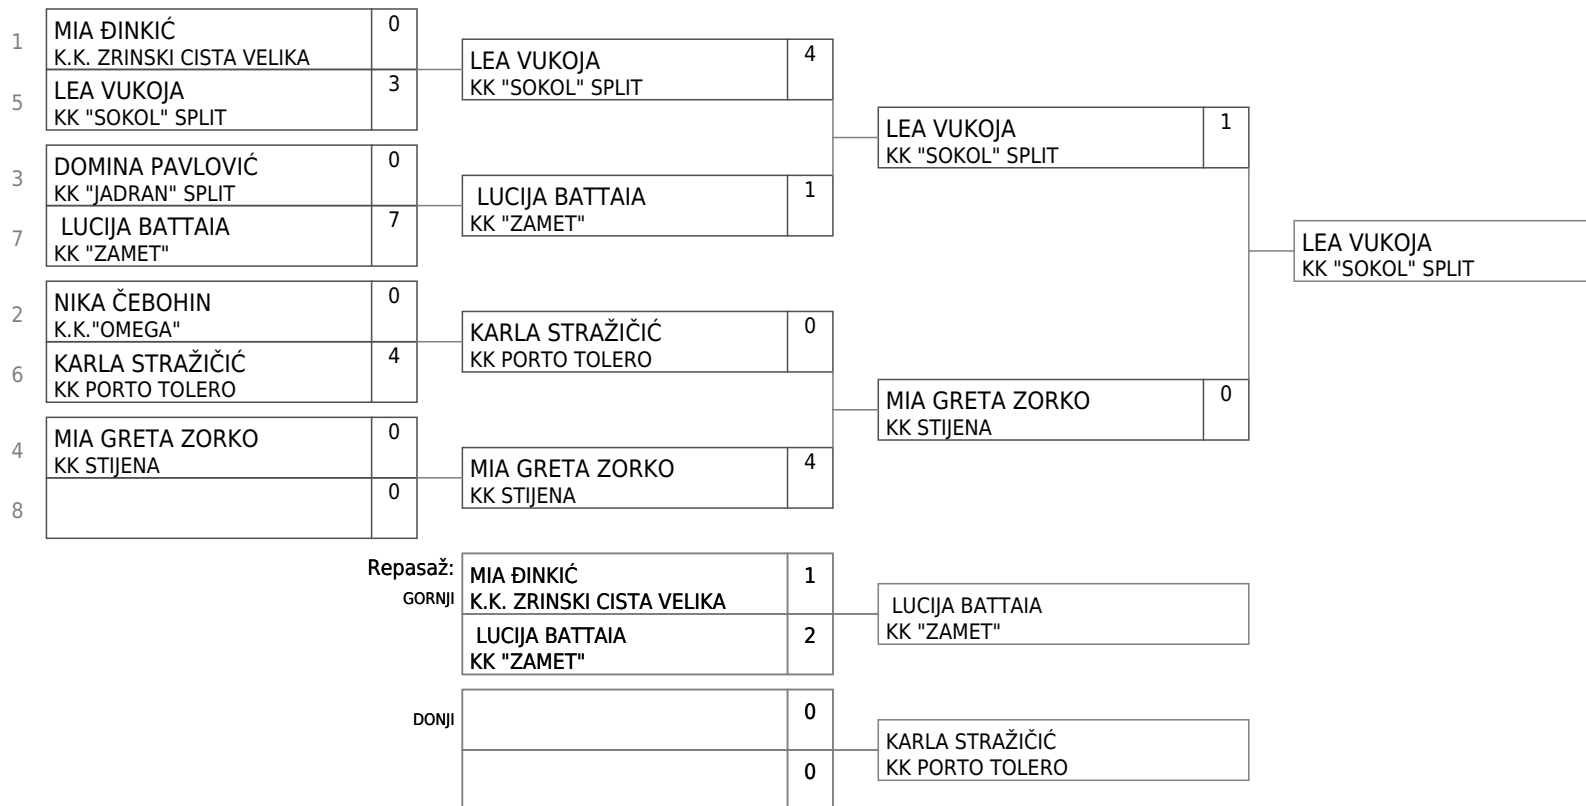 1
MIA ĐINKIĆ
K.K. ZRINSKI CISTA VELIKA
0
5
LEA VUKOJA
KK "SOKOL" SPLIT
3
3
DOMINA PAVLOVIĆ
KK "JADRAN" SPLIT
0
7
LUCIJA BATTAIA
KK "ZAMET"
7
2
NIKA ČEBOHIN
K.K."OMEGA"
0
6
KARLA STRAŽIČIĆ
KK PORTO TOLERO
4
4
MIA GRETA ZORKO
KK STIJENA
0
8
0
LEA VUKOJA
KK "SOKOL" SPLIT
4
LUCIJA BATTAIA
KK "ZAMET"
1
KARLA STRAŽIČIĆ
KK PORTO TOLERO
0
MIA GRETA ZORKO
KK STIJENA
4
LEA VUKOJA
KK "SOKOL" SPLIT
1
MIA GRETA ZORKO
KK STIJENA
0
LEA VUKOJA
KK "SOKOL" SPLIT
Repasaž:
GORNJI
MIA ĐINKIĆ
K.K. ZRINSKI CISTA VELIKA
1
LUCIJA BATTAIA
KK "ZAMET"
2
LUCIJA BATTAIA
KK "ZAMET"
DONJI
0
0
KARLA STRAŽIČIĆ
KK PORTO TOLERO